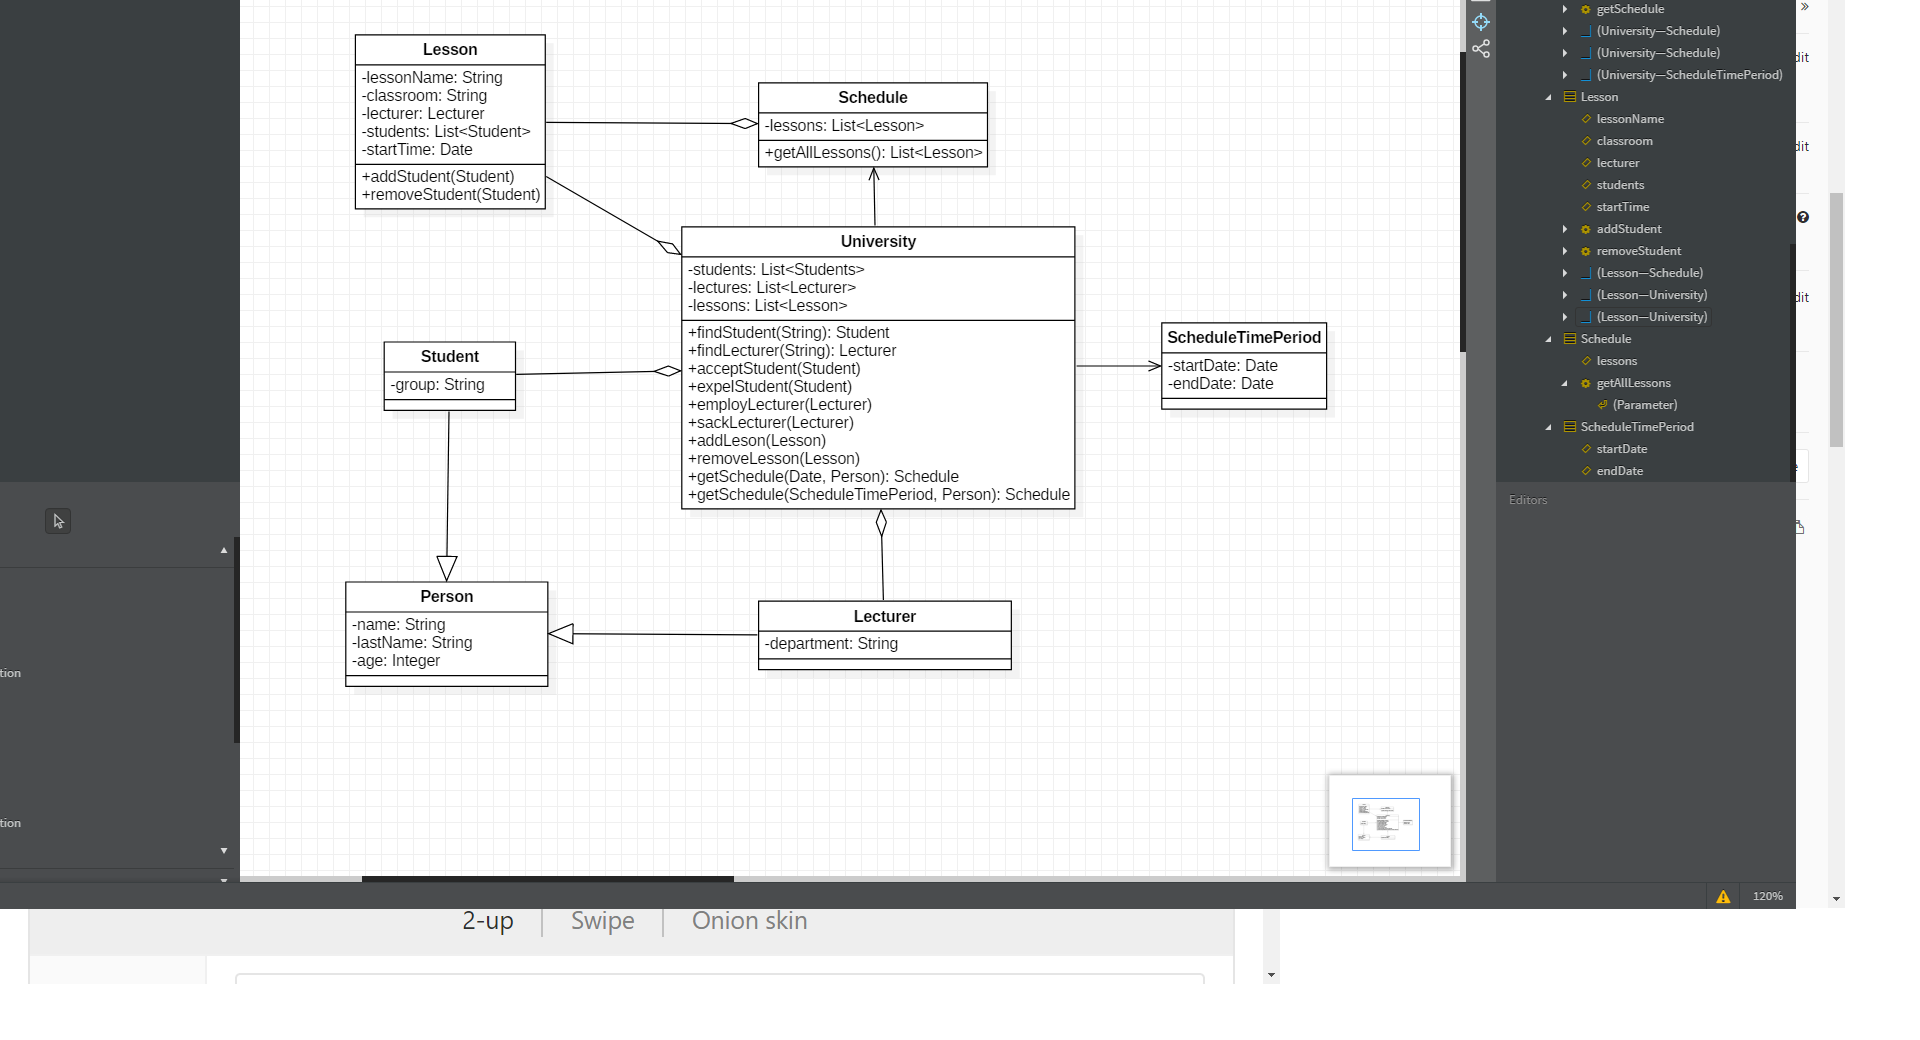 Lesson
-lessonName: String
-classroom: String
-lecturer: Lecturer
-students: List<Student>
-startTime: Date
+addStudent(Student)
+removeStudent(Student)
Schedule
-lessons: List<Lesson>
+getAllLessons(): List<Lesson>
University
-students: List<Students>
-lectures: List<Lecturer>
-lessons: List<Lesson>
+findStudent(String): Student
+findLecturer(String): Lecturer
+acceptStudent(Student)
+expelStudent(Student)
+employLecturer(Lecturer)
+sackLecturer(Lecturer)
+addLeson(Lesson)
+removeLesson(Lesson)
+getSchedule(Date, Person): Schedule
+getSchedule(ScheduleTimePeriod, Person): Schedule
ScheduleTimePeriod
-startDate: Date
-endDate: Date
Student
-group: String
Person
-name: String
-lastName: String
-age: Integer
Lecturer
-department: String
getSchedule
(University—Schedule)
(University—Schedule)
(University—ScheduleTimePeriod)
Lesson
lessonName
classroom
lecturer
students
startTime
addStudent
removeStudent
(Lesson—Schedule)
(Lesson—University)
(Lesson—University)
Schedule
lessons
getAllLessons
(Parameter)
ScheduleTimePeriod
startDate
endDate
Editors
dit
dit
dit
tion
tion
120%
2-up
Swipe
Onion skin